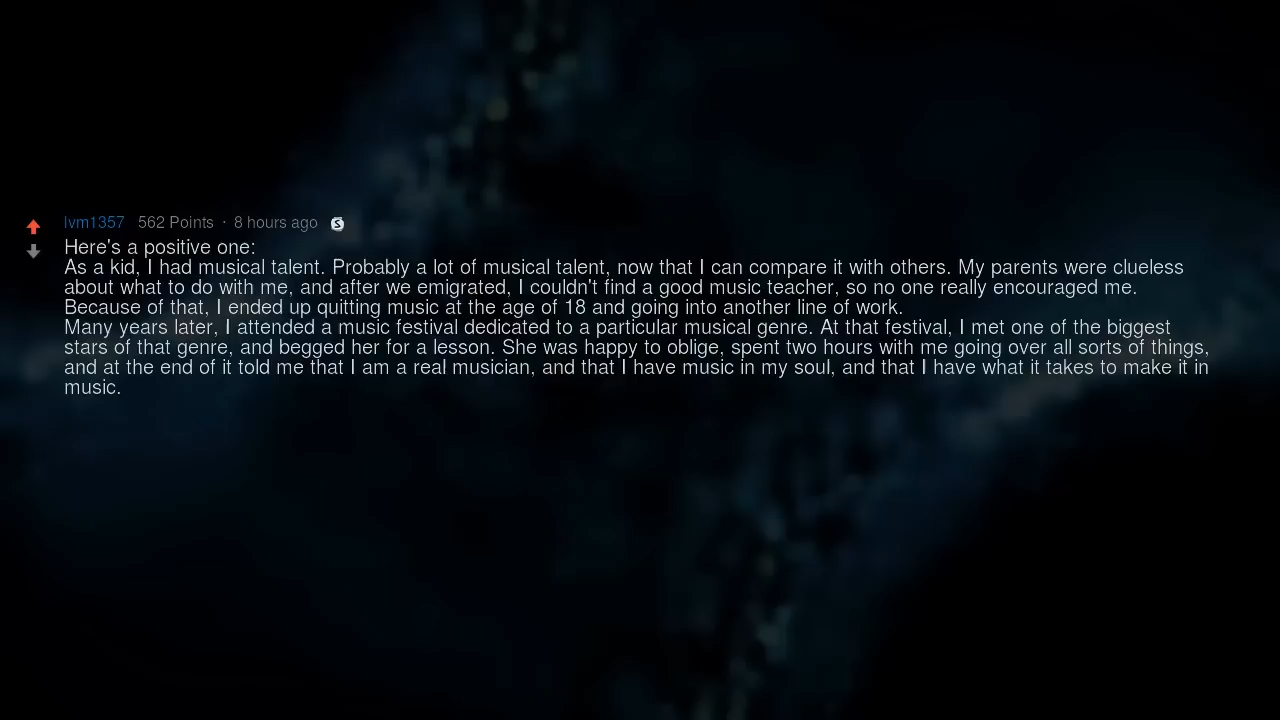 lvm1357 562 Points · 8 hours ago
Here's a positive one:
As a kid, I had musical talent. Probably a lot of musical talent, now that I can compare it with others. My parents were clueless
about what to do with me, and after we emigrated, I couldn't find a good music teacher, so no one really encouraged me.
Because of that, I ended up quitting music at the age of 18 and going into another line of work.
Many years later, I attended a music festival dedicated to a particular musical genre. At that festival, I met one of the biggest
stars of that genre, and begged her for a lesson. She was happy to oblige, spent two hours with me going over all sorts of things,
and at the end of it told me that I am a real musician, and that I have music in my soul, and that I have what it takes to make it in
music.